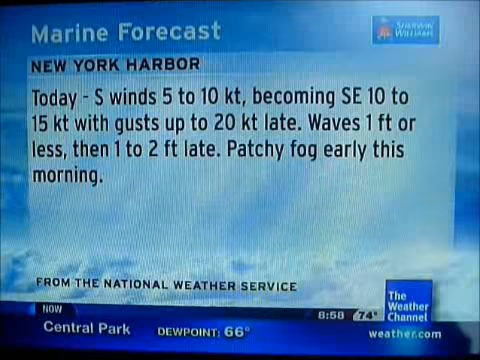 Marine Forecast
SHERWIN
WILLIAMS
NEW YORK HARBOR
Today - S winds 5 to 10 kt, becoming SE 10 to
15 kt with gusts up to 20 kt late. Waves 1 ft or
less, then 1 to 2 ft late. Patchy fog early this
morning.
FROM THE NATIONAL WEATHER SERVICE
NOW
8:58 74°
Central Park DEWPOINT: 66°
The
Weather
Channel
weather.com